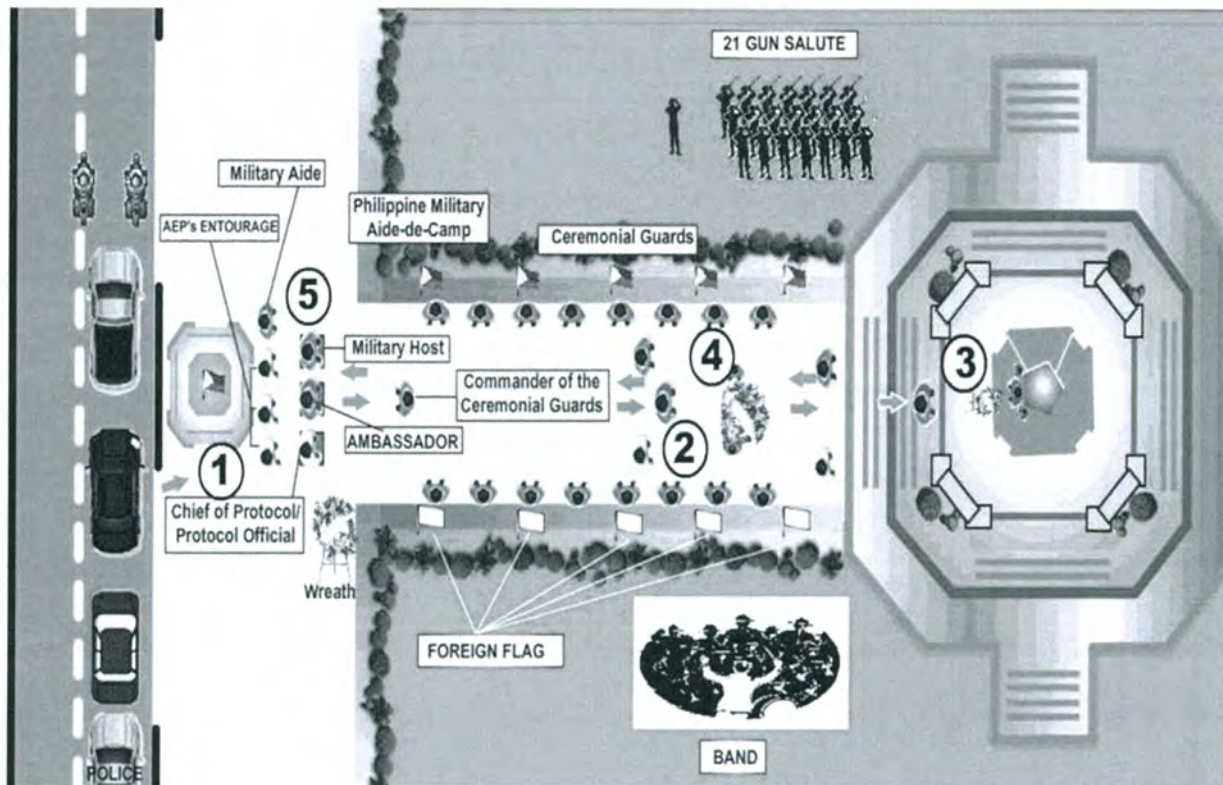 21 GUN SALUTE
Military Aide
AEP's ENTOURAGE
Philippine Military
Aide-de-Camp
Ceremonial Guards
5
Military Host
4
3
Commander of the
Ceremonial Guards
AMBASSADOR
2
1
Chief of Protocol/
Protocol Official
Wreath
FOREIGN FLAG
BAND
POLICE